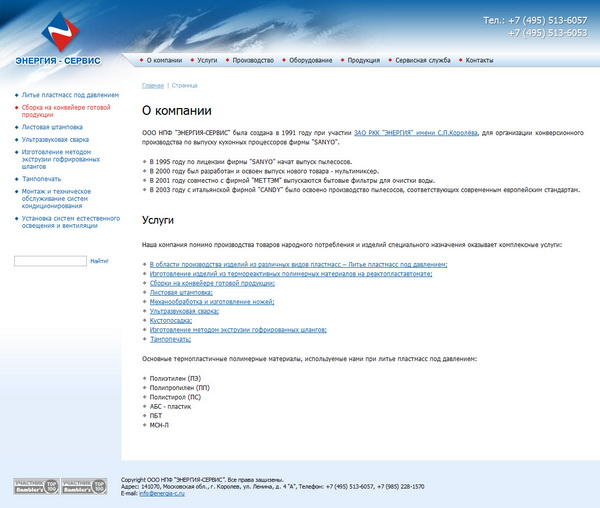 ЭНЕРГИЯ - СЕРВИС
Тел.: +7 (495) 513-6057
+7 (495) 513-6053
О компании
Услуги
Производство
Оборудование
Продукция
Сервисная служба
Контакты
Литье пластмасс под давлением
Сборка на конвейере готовой
продукции
Листовая штамповка
Ультразвуковая сварка
Изготовление методом
экструзии гофрированных
шлангов
Тампопечать
Монтаж и техническое
обслуживание систем
кондиционирования
Установка систем естественного
освещения и вентиляции
Найти!
Главная | Страница
О компании
ООО НПФ "ЭНЕРГИЯ-СЕРВИС" была создана в 1991 году при участии ЗАО РКК "ЭНЕРГИЯ" имени С.П.Королёва, для организации конверсионного
производства по выпуску кухонных процессоров фирмы "SANYO".
В 1995 году по лицензии фирмы "SANYO" начат выпуск пылесосов.
В 2000 году был разработан и освоен выпуск нового товара - мультимиксер.
В 2001 году совместно с фирмой "МЕТТЭМ" выпускаются бытовые фильтры для очистки воды.
В 2003 году с итальянской фирмой "CANDY" было освоено производство пылесосов, соответствующих современным европейским стандартам.
Услуги
Наша компания помимо производства товаров народного потребления и изделий специального назначения оказывает комплексные услуги:
В области производства изделий из различных видов пластмасс – Литье пластмасс под давлением;
Изготовление изделий из термореактивных полимерных материалов на реактопластавтомате;
Сборки на конвейере готовой продукции;
Листовая штамповка;
Механообработка и изготовление ножей;
Ультразвуковая сварка;
Кустопосадка;
Изготовление методом экструзии гофрированных шлангов;
Тампопечать;
Основные термопластичные полимерные материалы, используемые нами при литье пластмасс под давлением:
Полиэтилен (ПЭ)
Полипропилен (ПП)
Полистирол (ПС)
АБС - пластик
ПБТ
МСН-Л
УЧАСТНИК Rambler's TOP 100
УЧАСТНИК Rambler's TOP 100
Copyright ООО НПФ "ЭНЕРГИЯ-СЕРВИС". Все права защищены.
Адрес: 141070, Московская обл., г. Королев, ул. Ленина, д. 4 "А", Телефон: +7 (495) 513-6057, +7 (985) 228-1570
E-mail: info@energia-c.ru